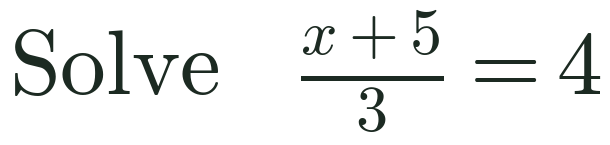 Solve (x + 5)/3 = 4